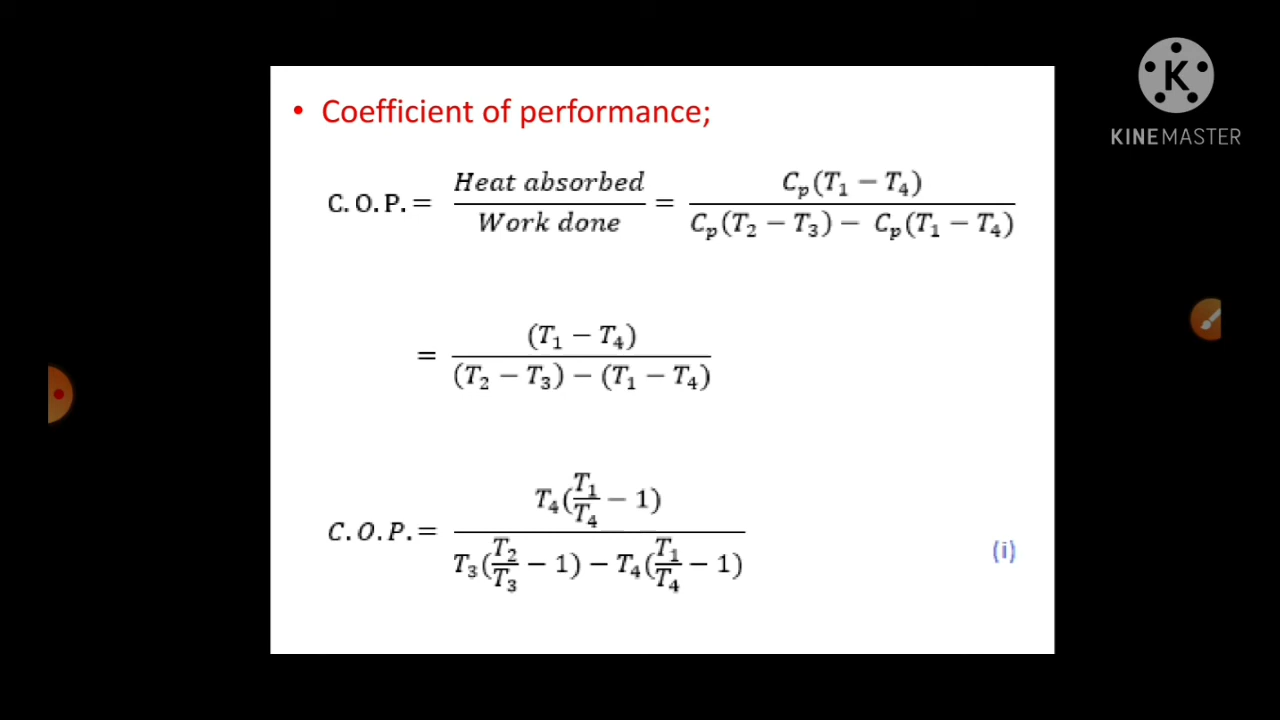 • Coefficient of performance;
C.O.P. = Heat absorbed / Work done = C_p(T_1 − T_4) / C_p(T_2 − T_3) − C_p(T_1 − T_4)
= (T_1 − T_4) / (T_2 − T_3) − (T_1 − T_4)
C.O.P. = T_4(T_1/T_4 − 1) / T_3(T_2/T_3 − 1) − T_4(T_1/T_4 − 1) (i)
K
KINEMASTER